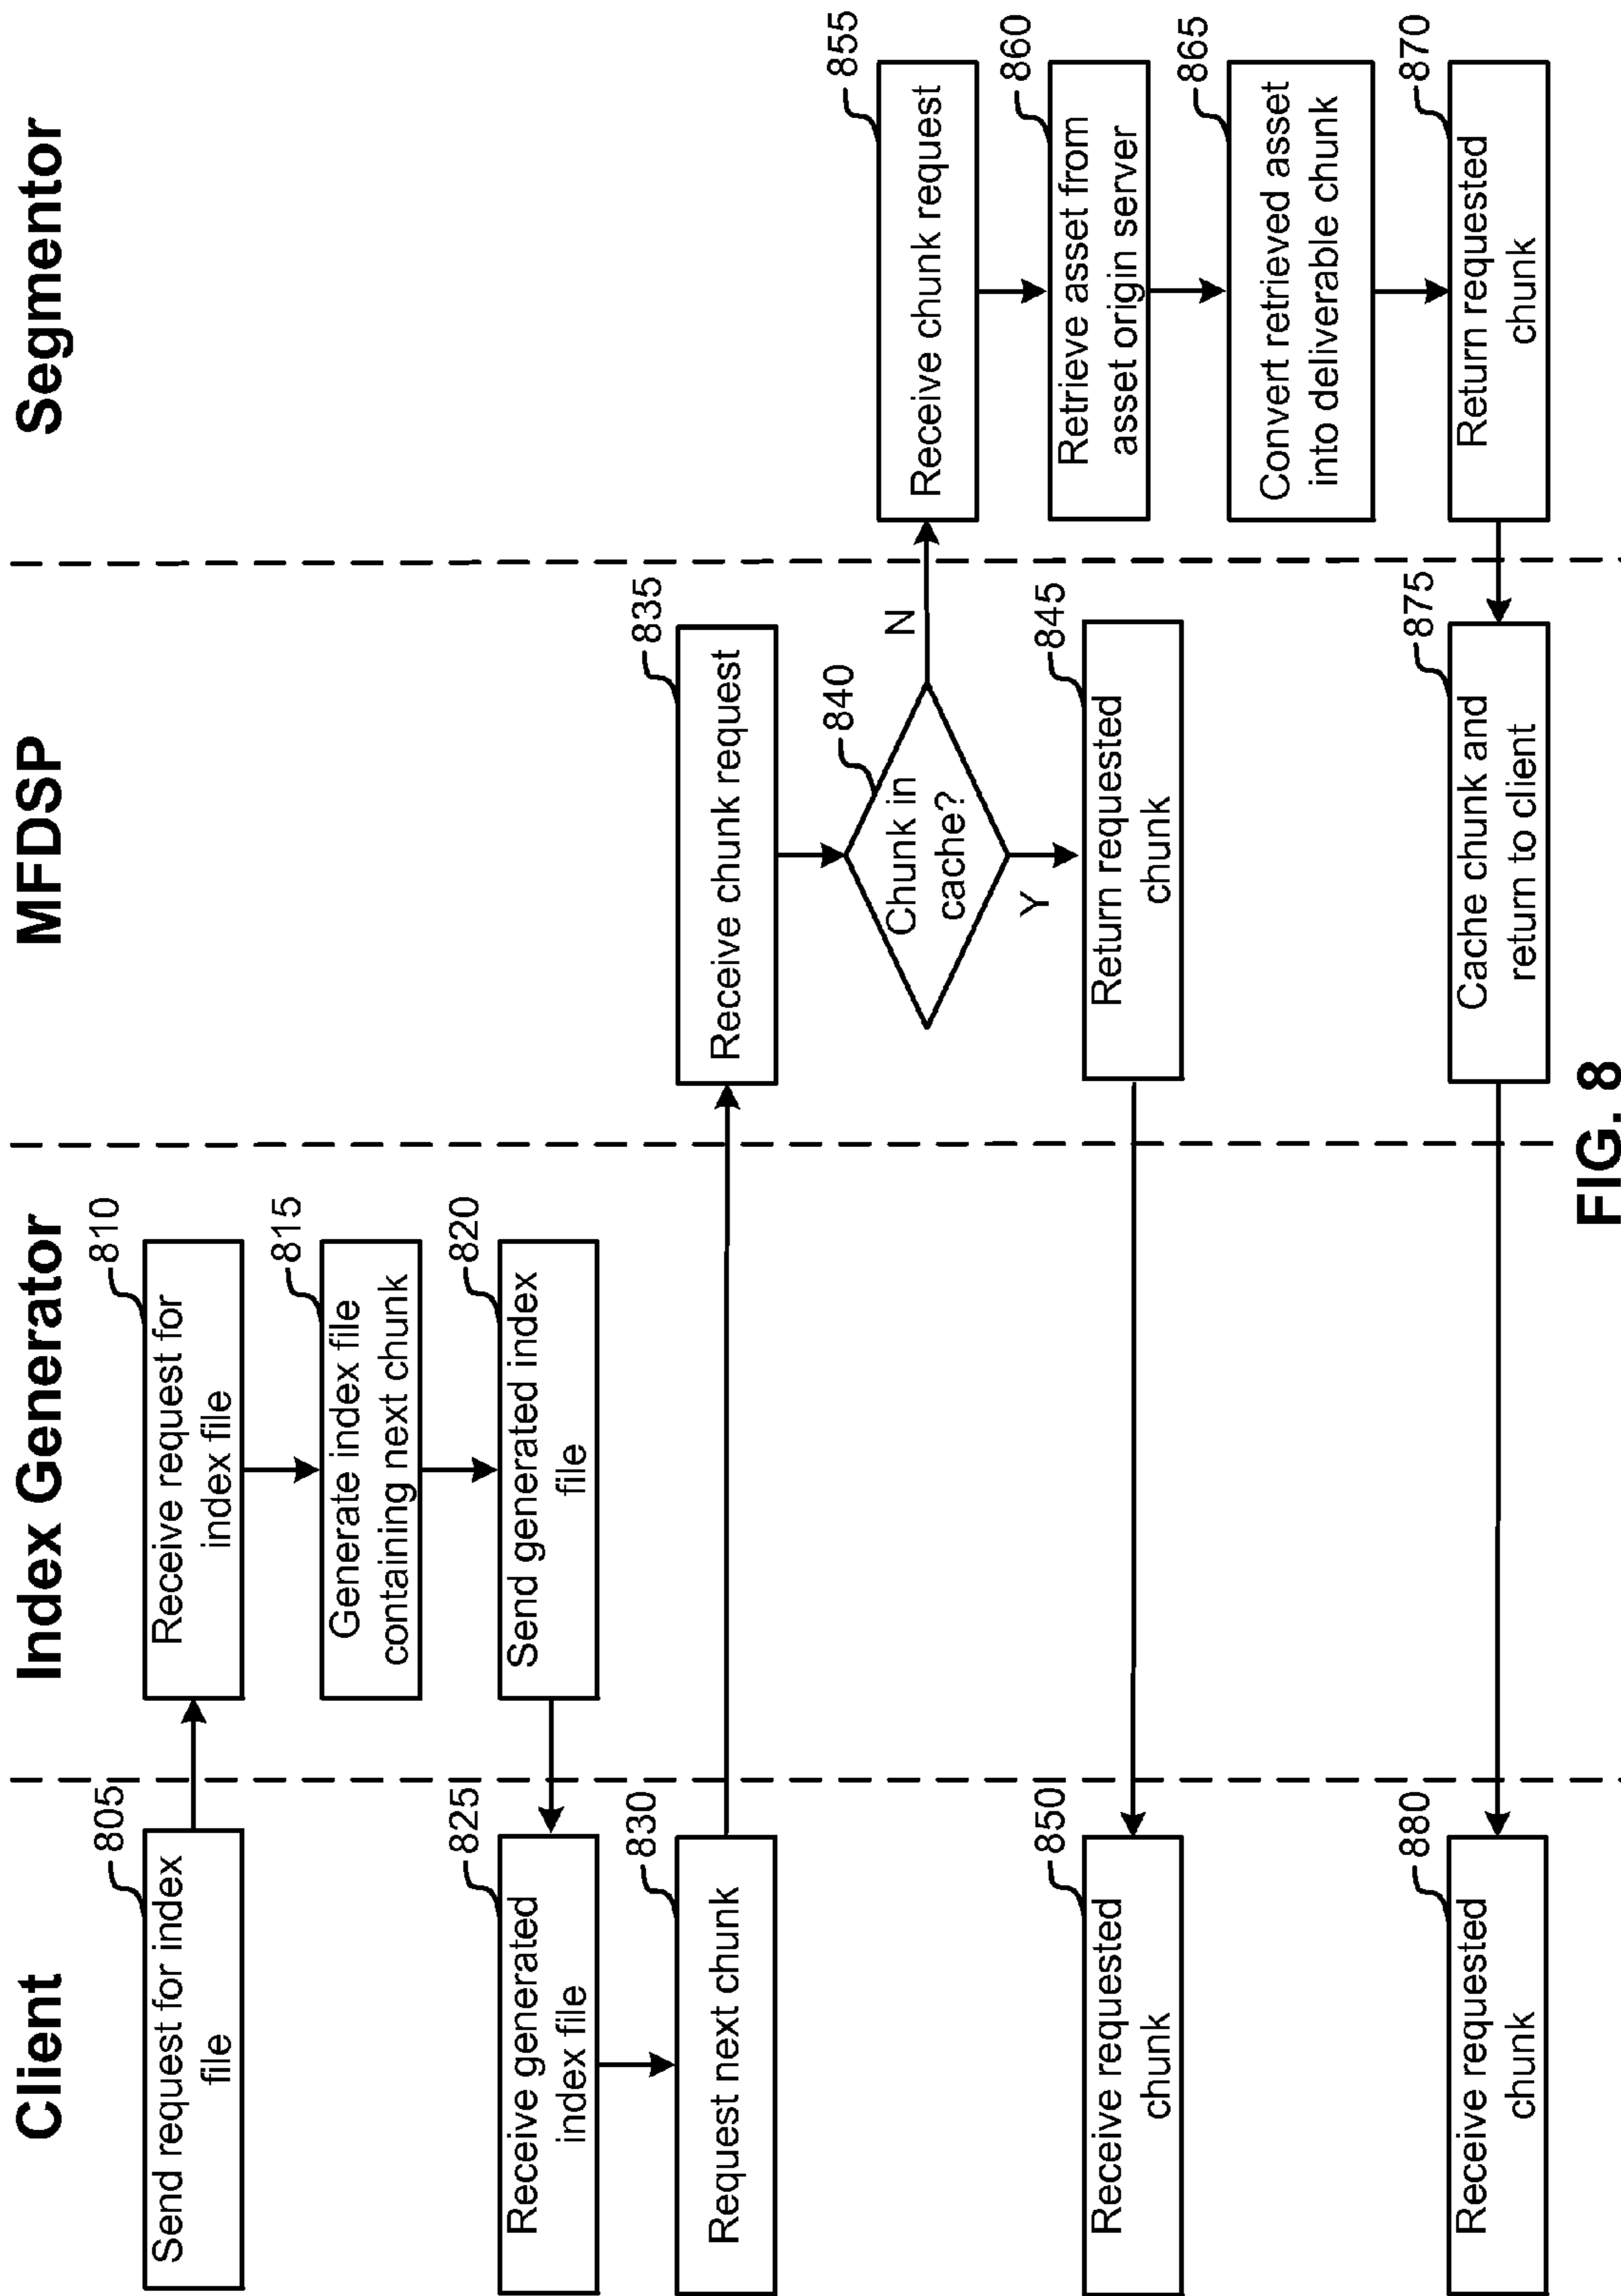 Client
Index Generator
MFDSP
Segmentor
805
Send request for index
file
810
Receive request for
index file
815
Generate index file
containing next chunk
820
Send generated index
file
825
Receive generated
index file
830
Request next chunk
835
Receive chunk request
840
Chunk in
cache?
N
Y
845
Return requested
chunk
850
Receive requested
chunk
855
Receive chunk request
860
Retrieve asset from
asset origin server
865
Convert retrieved asset
into deliverable chunk
870
Return requested
chunk
875
Cache chunk and
return to client
880
Receive requested
chunk
FIG. 8